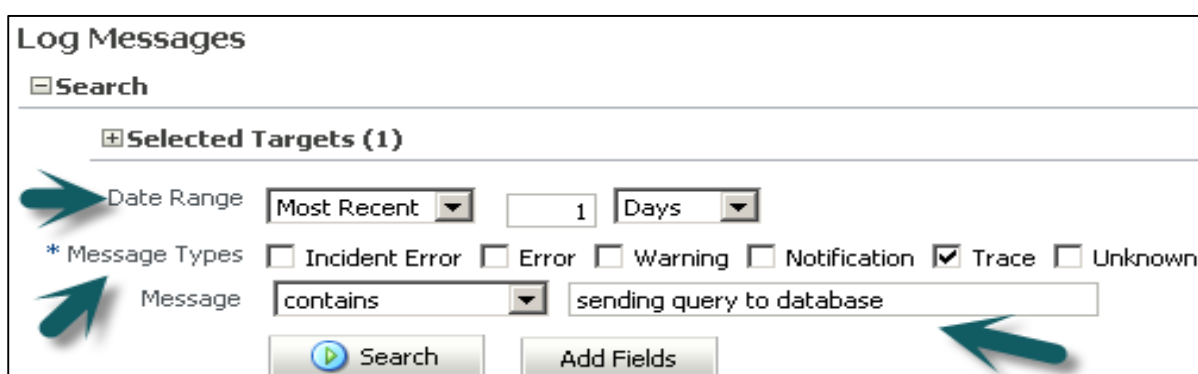 Log Messages
Search
Selected Targets (1)
Date Range Most Recent 1 Days
* Message Types Incident Error Error Warning Notification Trace Unknown
Message contains sending query to database
Search Add Fields